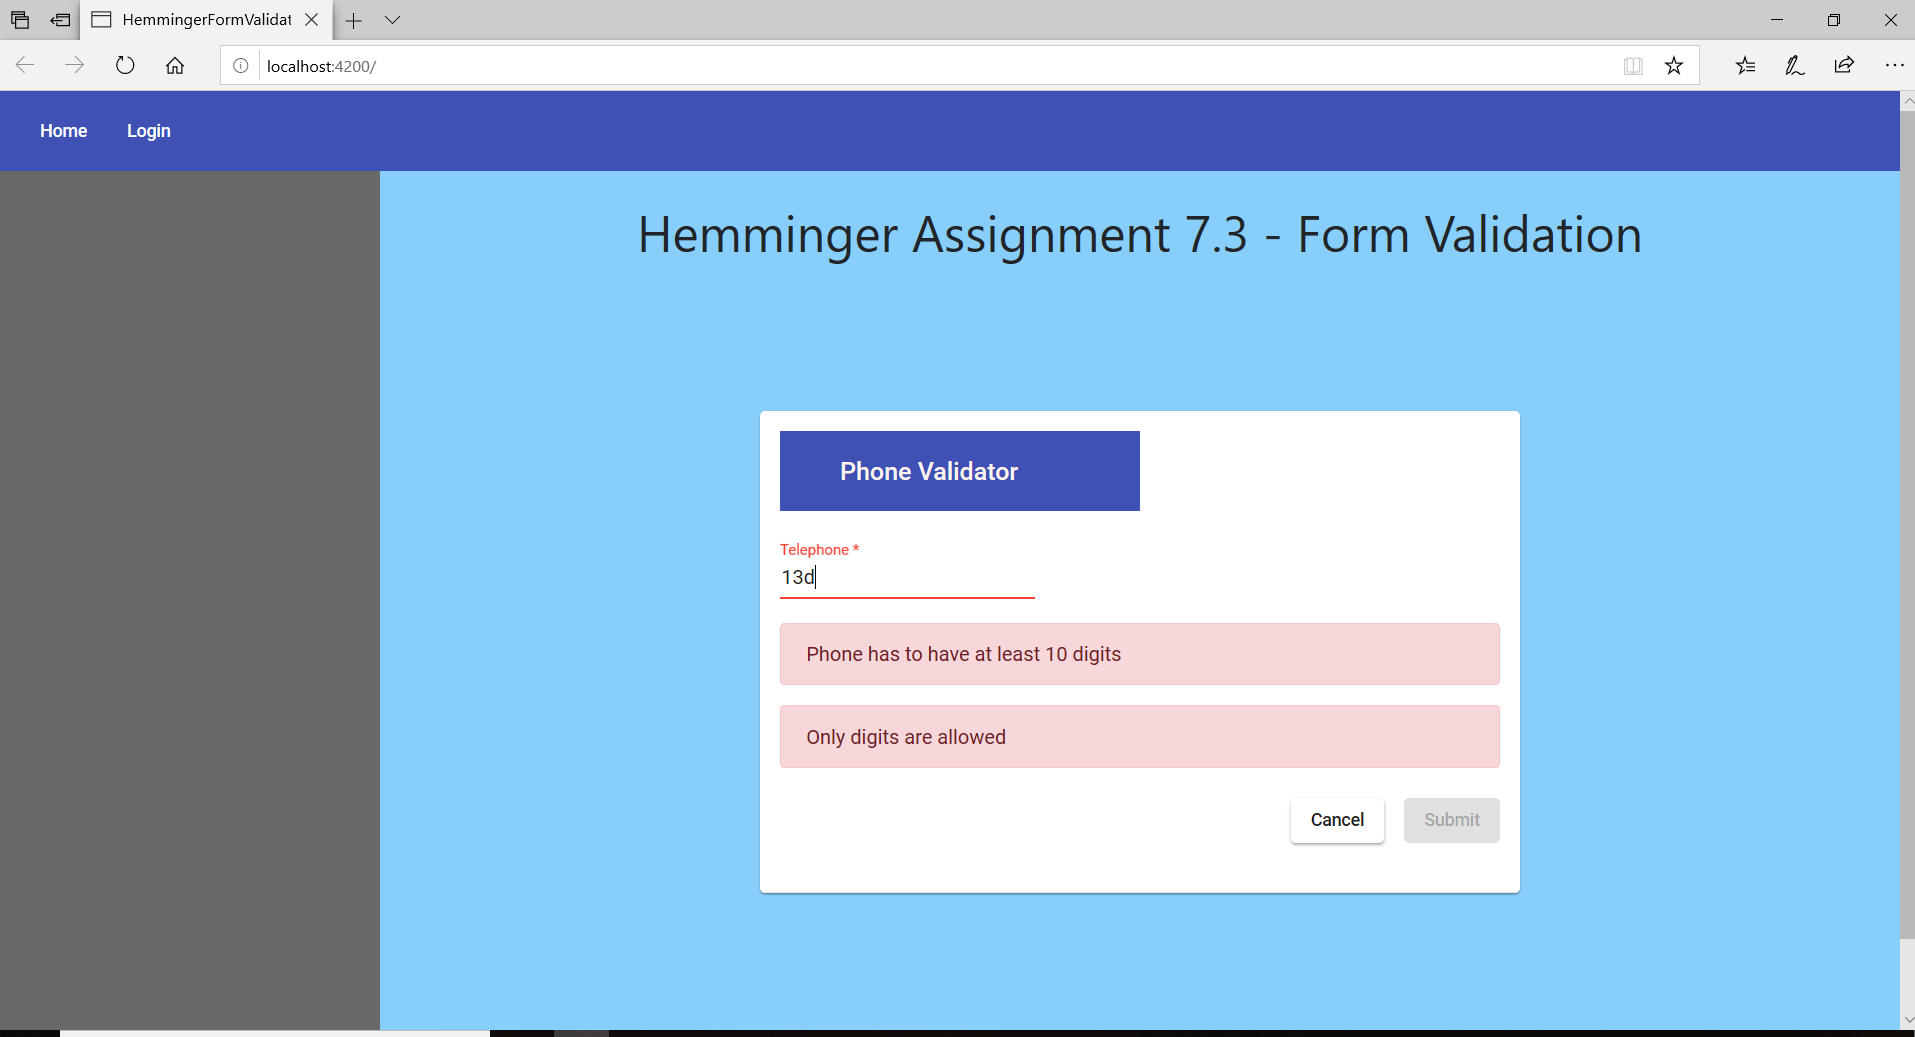 HemmingerFormValidat
localhost:4200/
Home Login
Hemminger Assignment 7.3 - Form Validation
Phone Validator
Telephone *
13d
Phone has to have at least 10 digits
Only digits are allowed
Cancel Submit